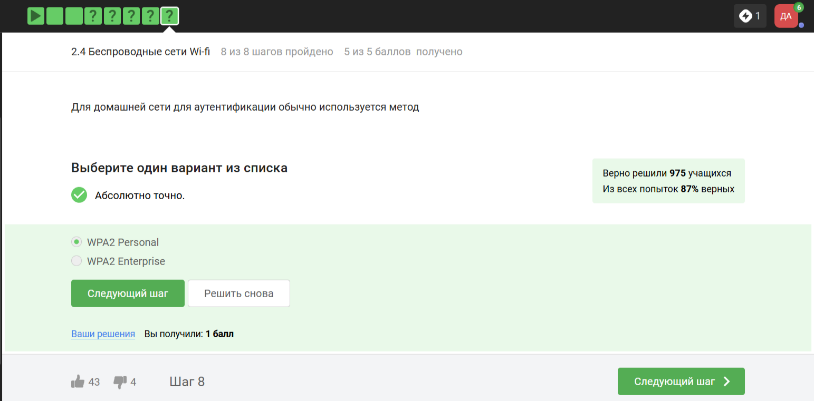 ? ? ? ? ?
1
ДА
6
2.4 Беспроводные сети Wi-fi 8 из 8 шагов пройдено 5 из 5 баллов получено
Для домашней сети для аутентификации обычно используется метод
Выберите один вариант из списка
Абсолютно точно.
Верно решили 975 учащихся
Из всех попыток 87% верных
WPA2 Personal
WPA2 Enterprise
Следующий шаг
Решить снова
Ваши решения Вы получили: 1 балл
43 4 Шаг 8
Следующий шаг